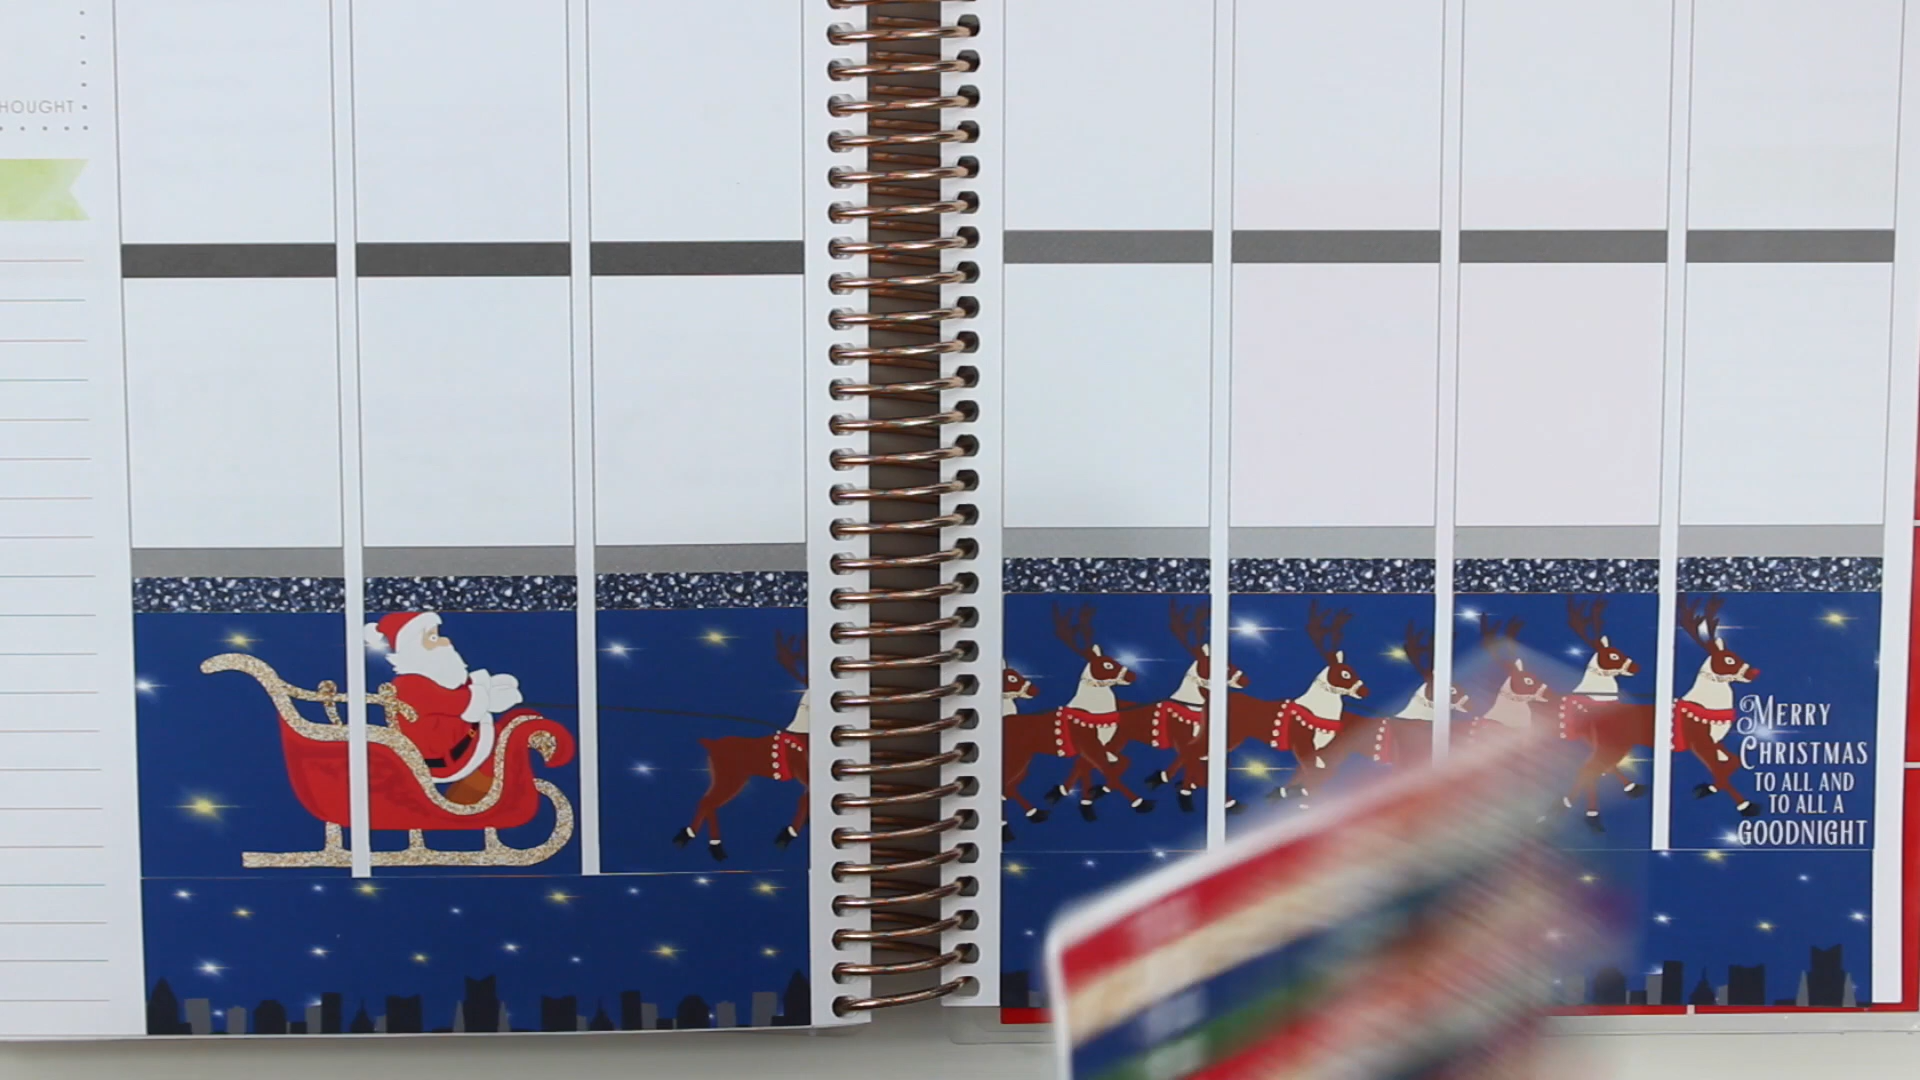 HOUGHT
MERRY
CHRISTMAS
TO ALL AND
TO ALL A
GOODNIGHT